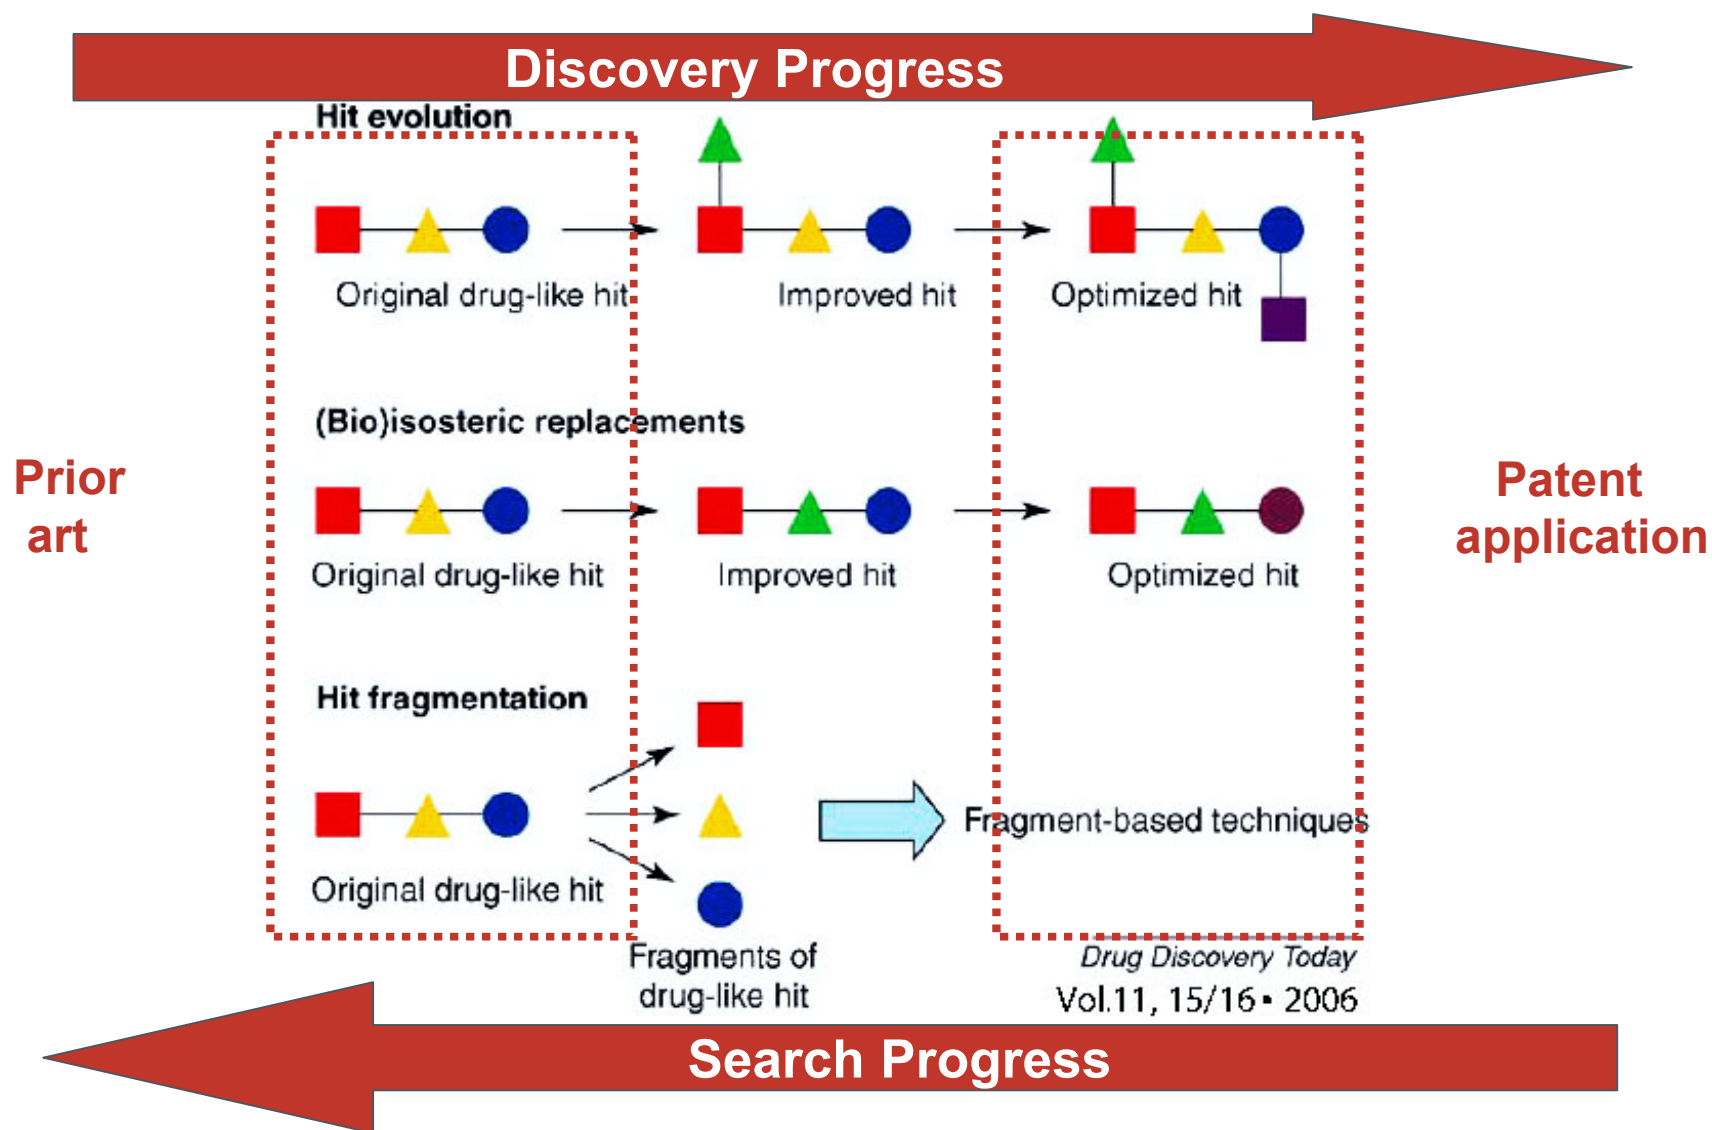 Discovery Progress
Hit evolution
Original drug-like hit
Improved hit
Optimized hit
(Bio)isosteric replacements
Prior
art
Patent
application
Original drug-like hit
Improved hit
Optimized hit
Hit fragmentation
Fragment-based techniques
Original drug-like hit
Fragments of
drug-like hit
Drug Discovery Today
Vol.11, 15/16 • 2006
Search Progress